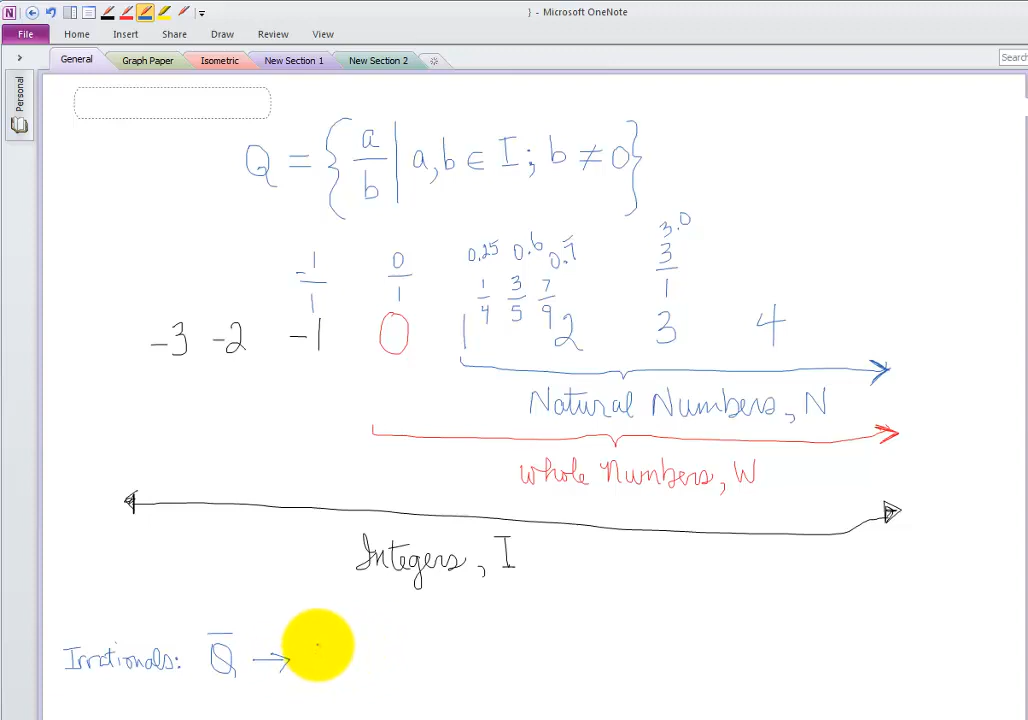 } - Microsoft OneNote
File Home Insert Share Draw Review View
General Graph Paper Isometric New Section 1 New Section 2
Search
Personal
Q = { a/b | a,b ∈ I ; b ≠ 0 }
3.0
0.25 0.6 0.7̅
-1/1 0/1 1/4 3/5 7/9 3/1
-3 -2 -1 0 1 2 3 4
Natural Numbers, N
Whole Numbers, W
Integers, I
Irrtionals: Q̅ →